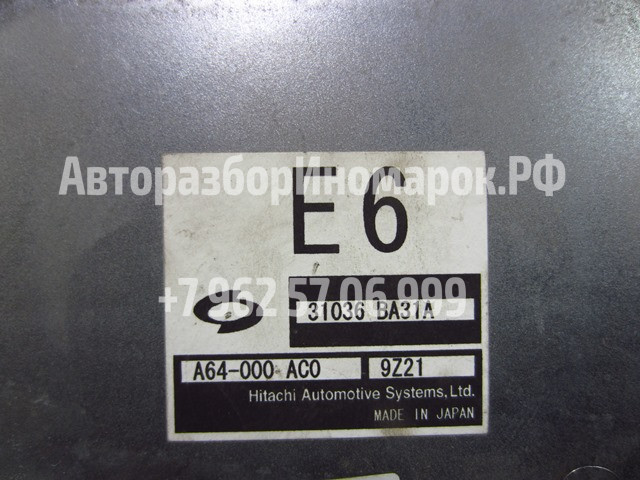 АвторазборИномарок.РФ
E6
+7 962 57 06 999
31036 BA31A
A64-000 AC0 9Z21
Hitachi Automotive Systems, Ltd.
MADE IN JAPAN